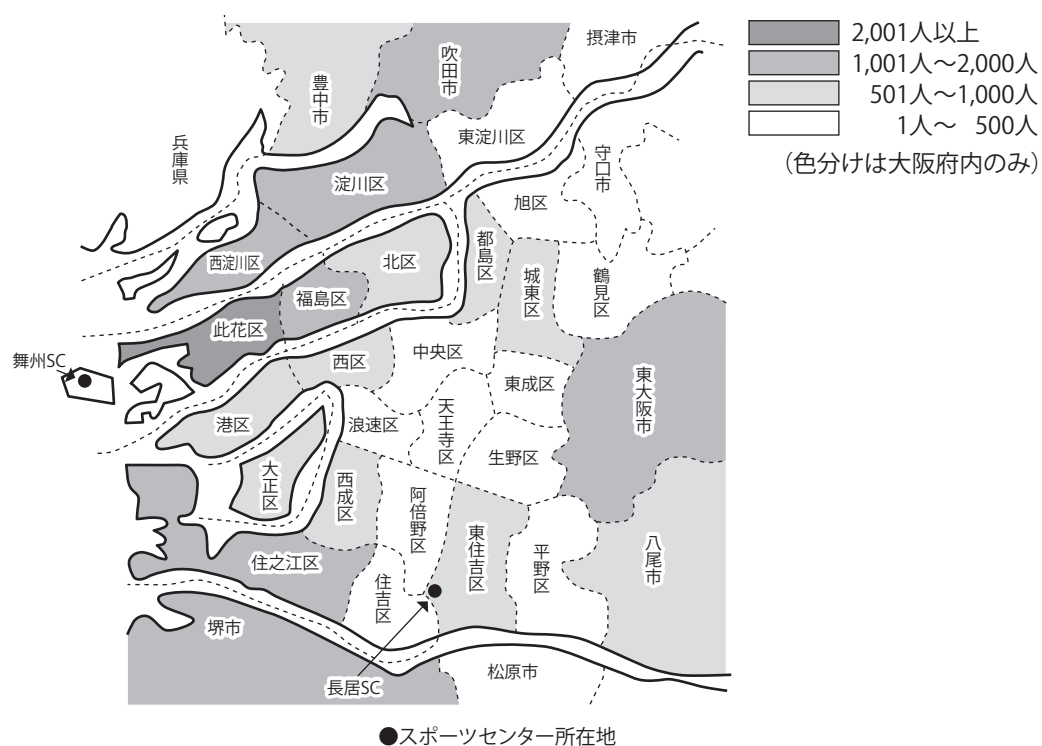 2,001人以上
1,001人～2,000人
501人～1,000人
1人～ 500人
（色分けは大阪府内のみ）
摂津市
吹田市
豊中市
兵庫県
東淀川区
守口市
淀川区
旭区
西淀川区
北区
都島区
城東区
鶴見区
福島区
此花区
舞州SC
西区
中央区
東成区
東大阪市
港区
浪速区
天王寺区
生野区
大正区
西成区
阿倍野区
東住吉区
平野区
八尾市
住之江区
住吉区
堺市
長居SC
松原市
●スポーツセンター所在地